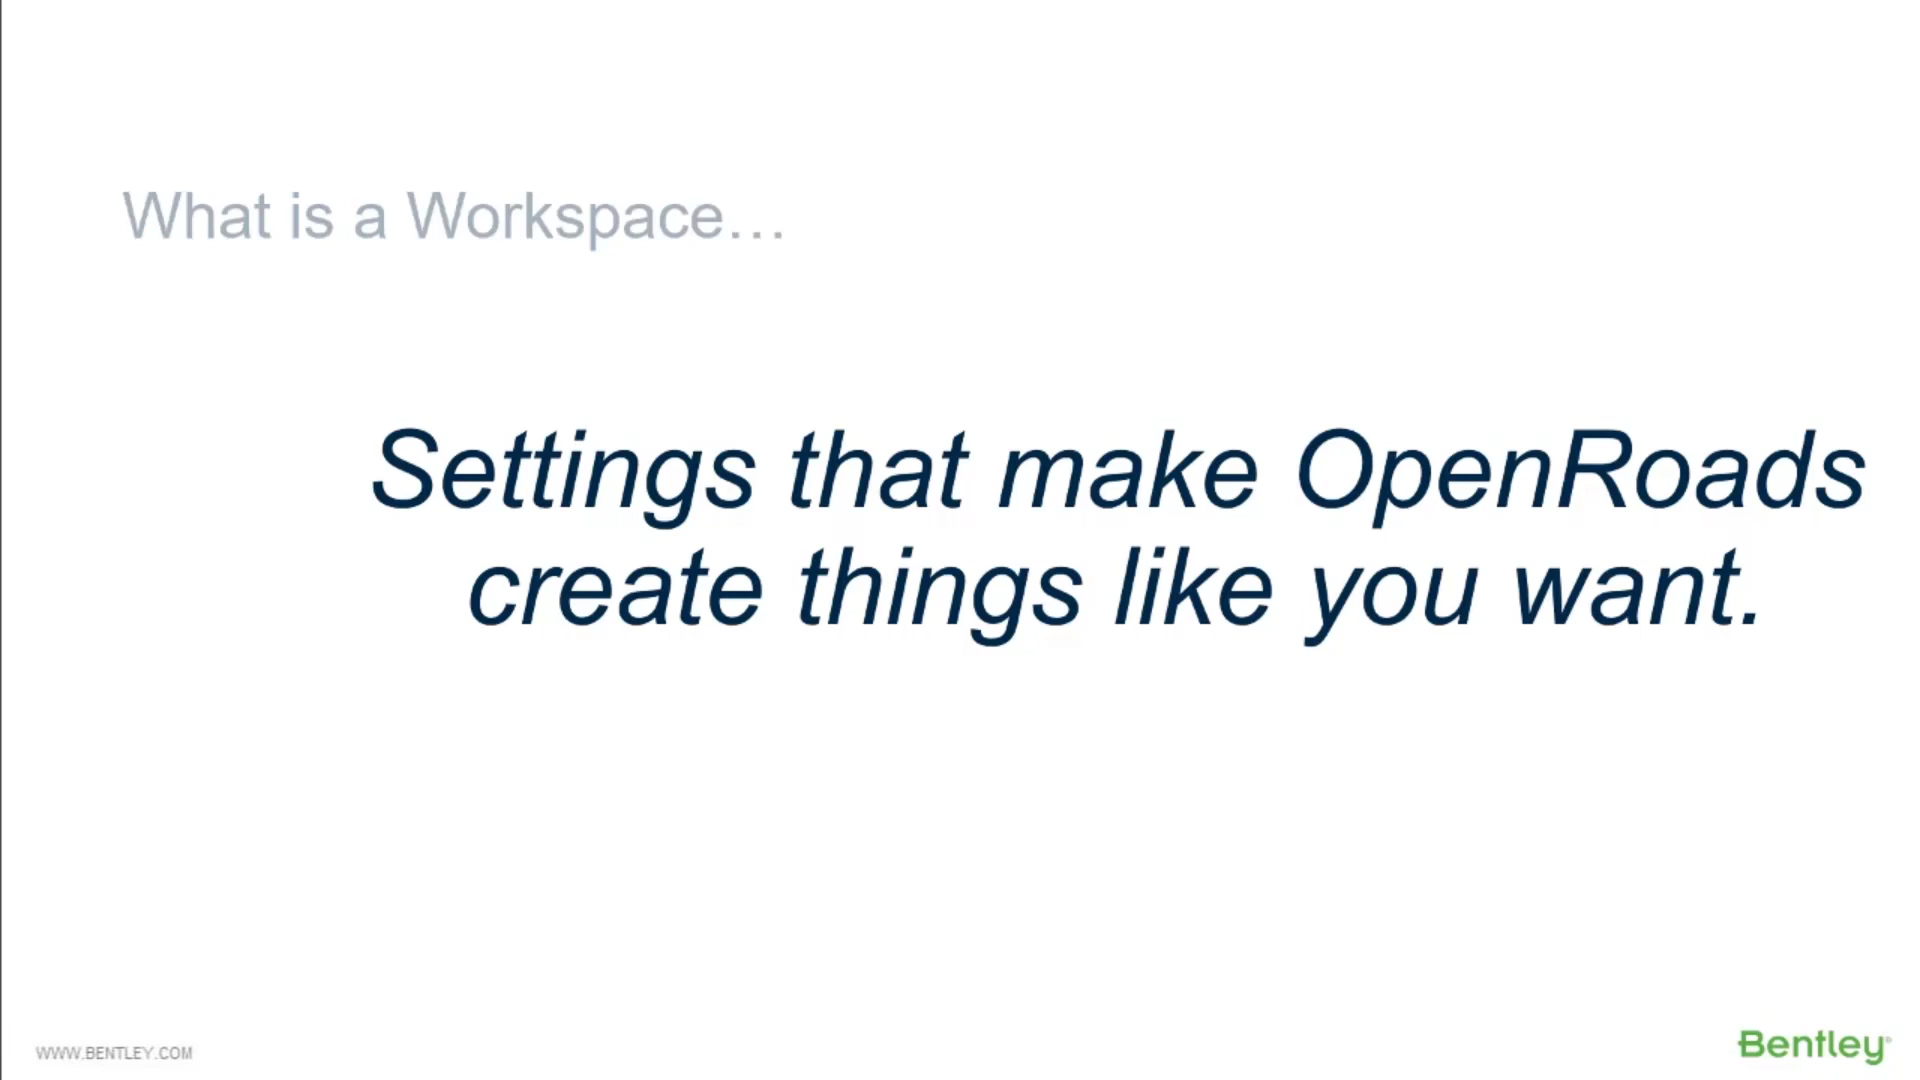 What is a Workspace…
Settings that make OpenRoads
create things like you want.
WWW.BENTLEY.COM
Bentley®